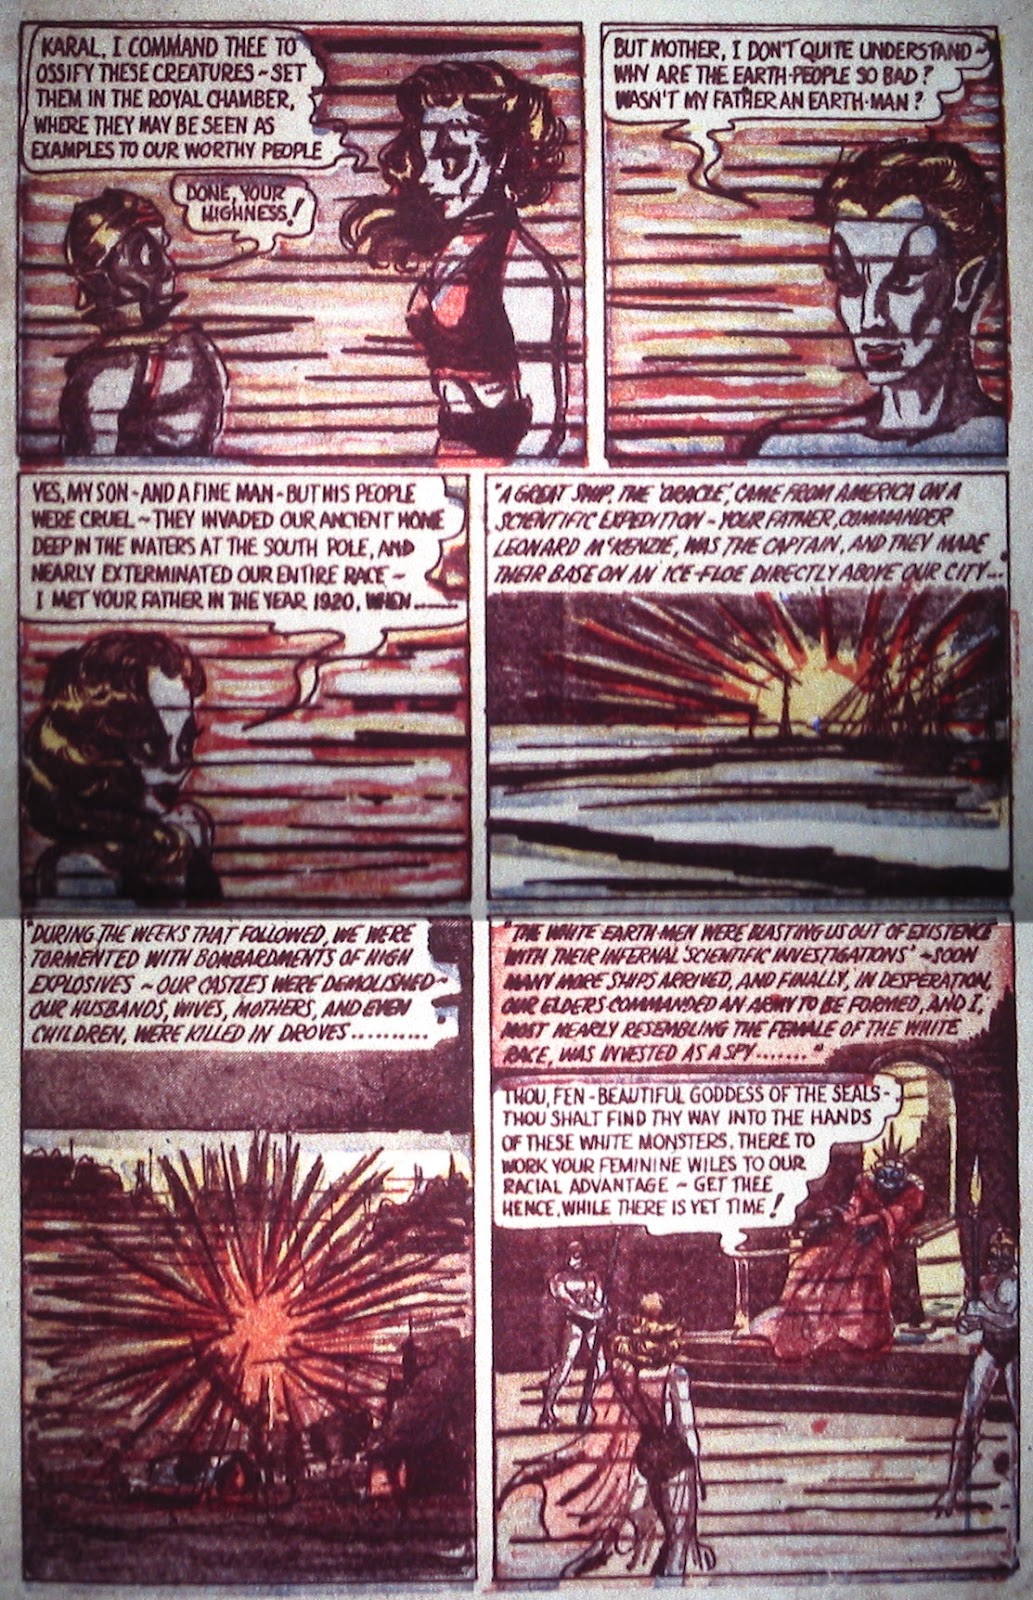 KARAL, I COMMAND THEE TO
OSSIFY THESE CREATURES - SET
THEM IN THE ROYAL CHAMBER,
WHERE THEY MAY BE SEEN AS
EXAMPLES TO OUR WORTHY PEOPLE
DONE, YOUR
HIGHNESS!
BUT MOTHER, I DON'T QUITE UNDERSTAND -
WHY ARE THE EARTH-PEOPLE SO BAD?
WASN'T MY FATHER AN EARTH-MAN?
YES, MY SON - AND A FINE MAN - BUT HIS PEOPLE
WERE CRUEL - THEY INVADED OUR ANCIENT HOME
DEEP IN THE WATERS AT THE SOUTH POLE, AND
NEARLY EXTERMINATED OUR ENTIRE RACE -
I MET YOUR FATHER IN THE YEAR 1920, WHEN.......
"A GREAT SHIP, THE 'ORACLE', CAME FROM AMERICA ON A
SCIENTIFIC EXPEDITION - YOUR FATHER, COMMANDER
LEONARD McKENZIE, WAS THE CAPTAIN, AND THEY MADE
THEIR BASE ON AN ICE-FLOE DIRECTLY ABOVE OUR CITY...
"DURING THE WEEKS THAT FOLLOWED, WE WERE
TORMENTED WITH BOMBARDMENTS OF HIGH
EXPLOSIVES - OUR CASTLES WERE DEMOLISHED -
OUR HUSBANDS, WIVES, MOTHERS, AND EVEN
CHILDREN, WERE KILLED IN DROVES...........
"THE WHITE EARTH-MEN WERE BLASTING US OUT OF EXISTENCE
WITH THEIR INFERNAL 'SCIENTIFIC INVESTIGATIONS' - SOON
MANY MORE SHIPS ARRIVED, AND FINALLY, IN DESPERATION,
OUR ELDERS COMMANDED AN ARMY TO BE FORMED, AND I,
MOST NEARLY RESEMBLING THE FEMALE OF THE WHITE
RACE, WAS INVESTED AS A SPY......."
THOU, FEN - BEAUTIFUL GODDESS OF THE SEALS -
THOU SHALT FIND THY WAY INTO THE HANDS
OF THESE WHITE MONSTERS, THERE TO
WORK YOUR FEMININE WILES TO OUR
RACIAL ADVANTAGE - GET THEE
HENCE, WHILE THERE IS YET TIME!